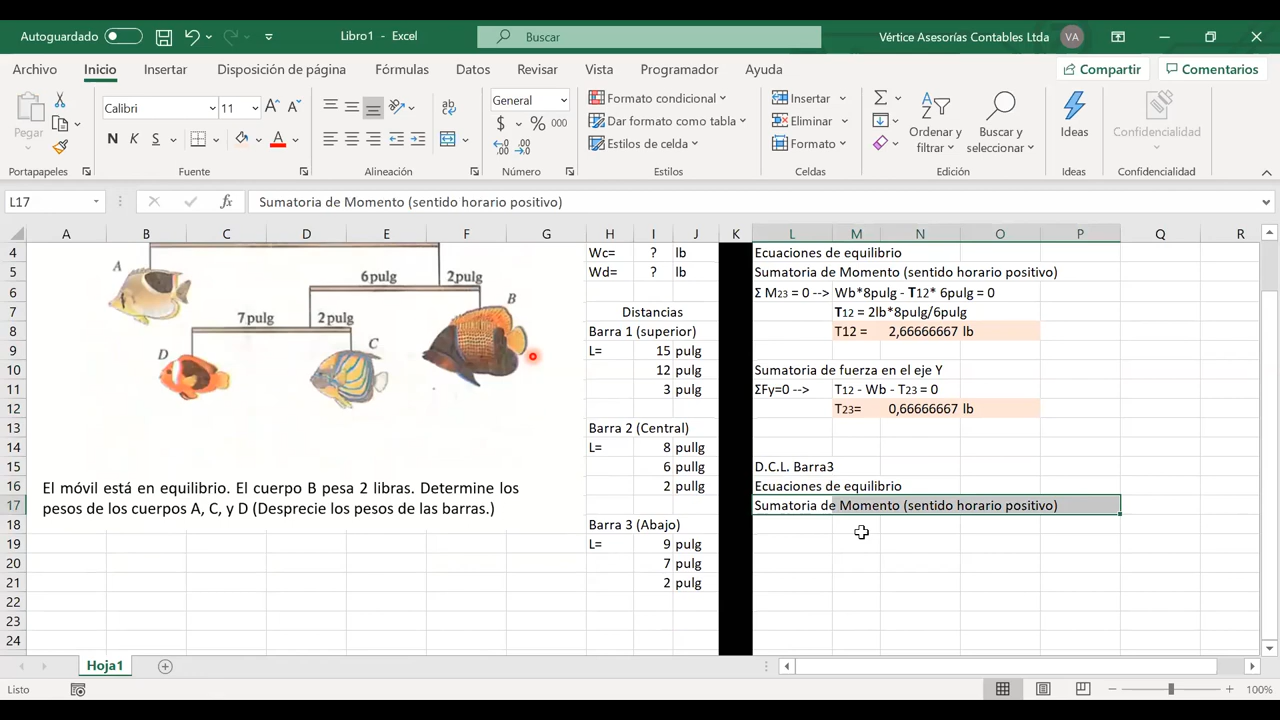 Autoguardado
Libro1 - Excel
Buscar
Vértice Asesorías Contables Ltda
VA
Archivo Inicio Insertar Disposición de página Fórmulas Datos Revisar Vista Programador Ayuda
Compartir Comentarios
Pegar
Calibri 11
N K S
General
$ % 000
Formato condicional
Dar formato como tabla
Estilos de celda
Insertar
Eliminar
Formato
Ordenar y filtrar
Buscar y seleccionar
Ideas
Confidencialidad
Portapapeles Fuente Alineación Número Estilos Celdas Edición Ideas Confidencialidad
L17 fx Sumatoria de Momento (sentido horario positivo)
A B C D E F G H I J K L M N O P Q R
4 Wc= ? lb Ecuaciones de equilibrio
5 Wd= ? lb Sumatoria de Momento (sentido horario positivo)
6 Σ M23 = 0 --> Wb*8pulg - T12* 6pulg = 0
7 Distancias T12 = 2lb*8pulg/6pulg
8 Barra 1 (superior) T12 = 2,66666667 lb
9 L= 15 pulg
10 12 pulg Sumatoria de fuerza en el eje Y
11 3 pulg ΣFy=0 --> T12 - Wb - T23 = 0
12 T23= 0,66666667 lb
13 Barra 2 (Central)
14 L= 8 pullg
15 6 pullg D.C.L. Barra3
16 2 pulg Ecuaciones de equilibrio
17 Sumatoria de Momento (sentido horario positivo)
18 Barra 3 (Abajo)
19 L= 9 pulg
20 7 pulg
21 2 pulg
22
23
24
A
6pulg 2pulg
B
7pulg 2pulg
D
C
El móvil está en equilibrio. El cuerpo B pesa 2 libras. Determine los
pesos de los cuerpos A, C, y D (Desprecie los pesos de las barras.)
Hoja1
Listo
100%